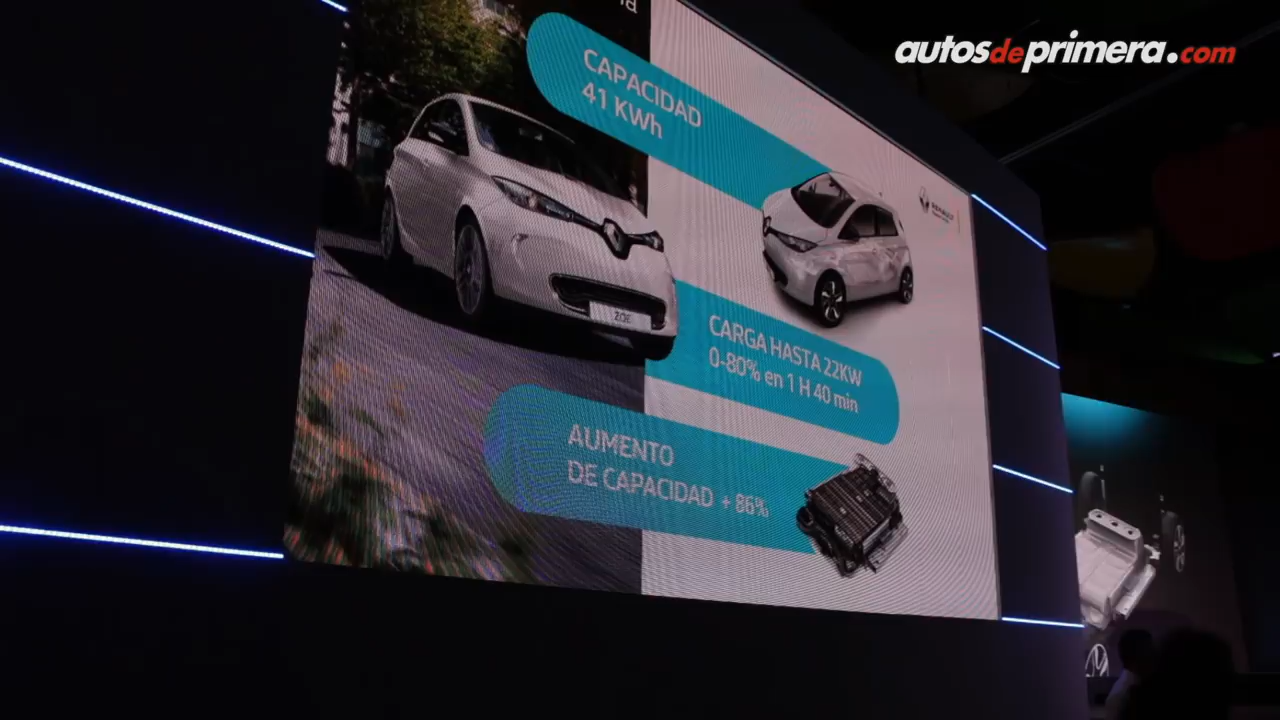 autosdeprimera.com
CAPACIDAD
41 KWh
RENAULT
ZOE
CARGA HASTA 22KW
0-80% en 1 H 40 min
AUMENTO
DE CAPACIDAD + 86%